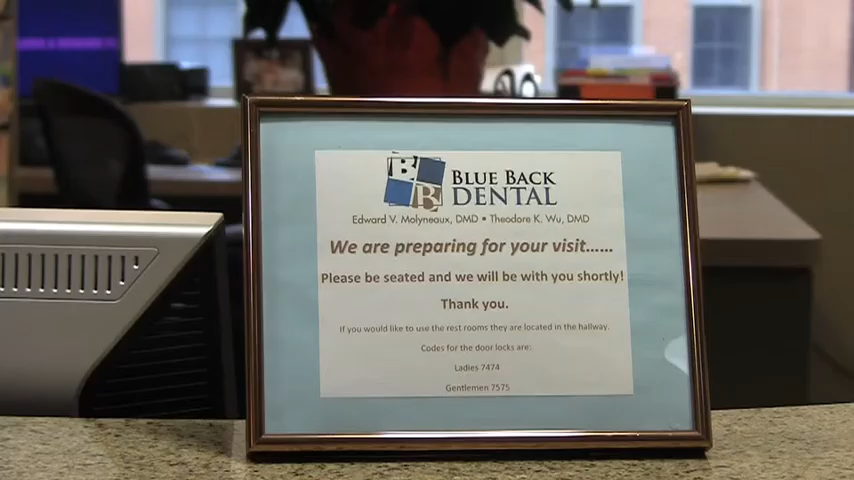 B
B
BLUE BACK
DENTAL
Edward V. Molyneaux, DMD • Theodore K. Wu, DMD
We are preparing for your visit......
Please be seated and we will be with you shortly!
Thank you.
If you would like to use the rest rooms they are located in the hallway.
Codes for the door locks are:
Ladies 7474
Gentlemen 7575